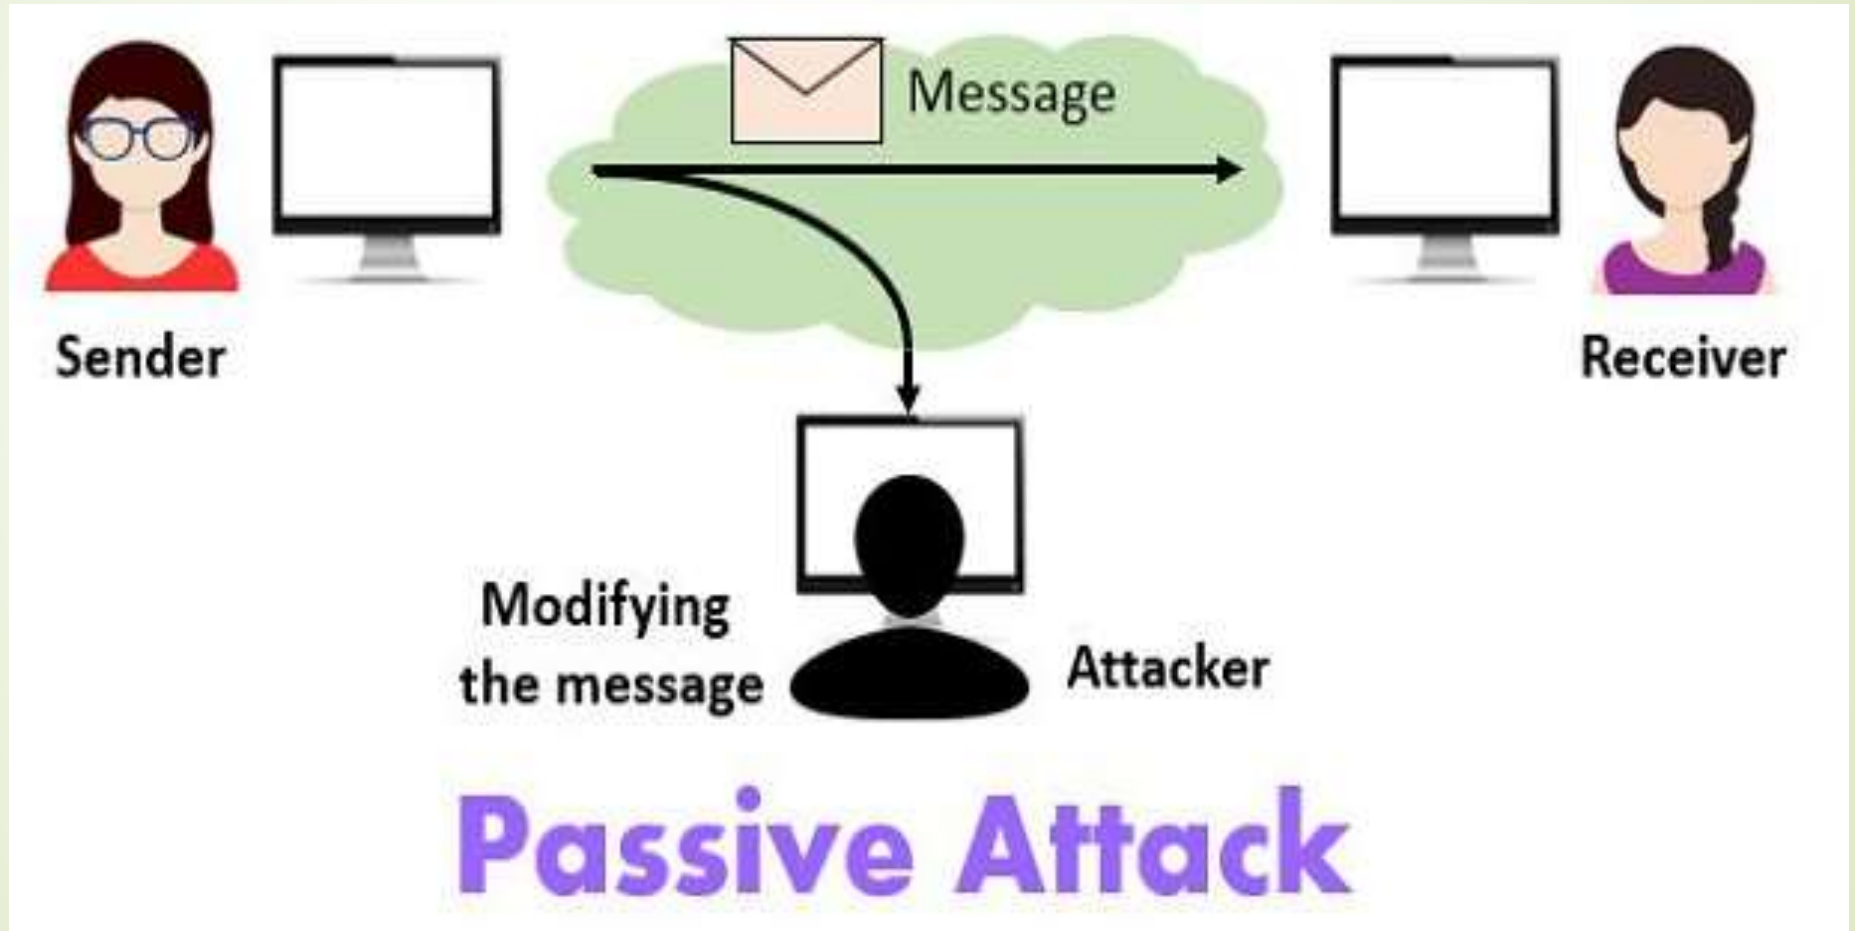 Message
Sender
Receiver
Modifying
the message
Attacker
Passive Attack